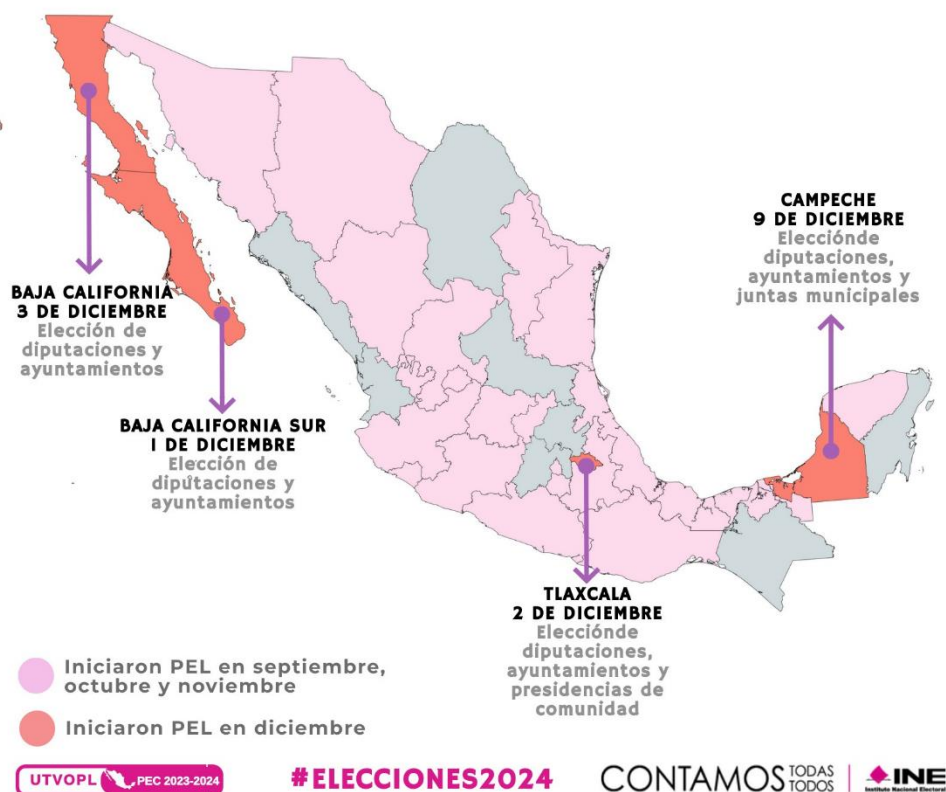 CAMPECHE
9 DE DICIEMBRE
Elecciónde
diputaciones,
ayuntamientos y
juntas municipales
BAJA CALIFORNIA
3 DE DICIEMBRE
Elección de
diputaciones y
ayuntamientos
BAJA CALIFORNIA SUR
1 DE DICIEMBRE
Elección de
diputaciones y
ayuntamientos
TLAXCALA
2 DE DICIEMBRE
Elecciónde
diputaciones,
ayuntamientos y
presidencias de
comunidad
Iniciaron PEL en septiembre,
octubre y noviembre
Iniciaron PEL en diciembre
UTVOPL PEC 2023-2024
#ELECCIONES2024
CONTAMOS TODAS
TODOS
INE
Instituto Nacional Electoral